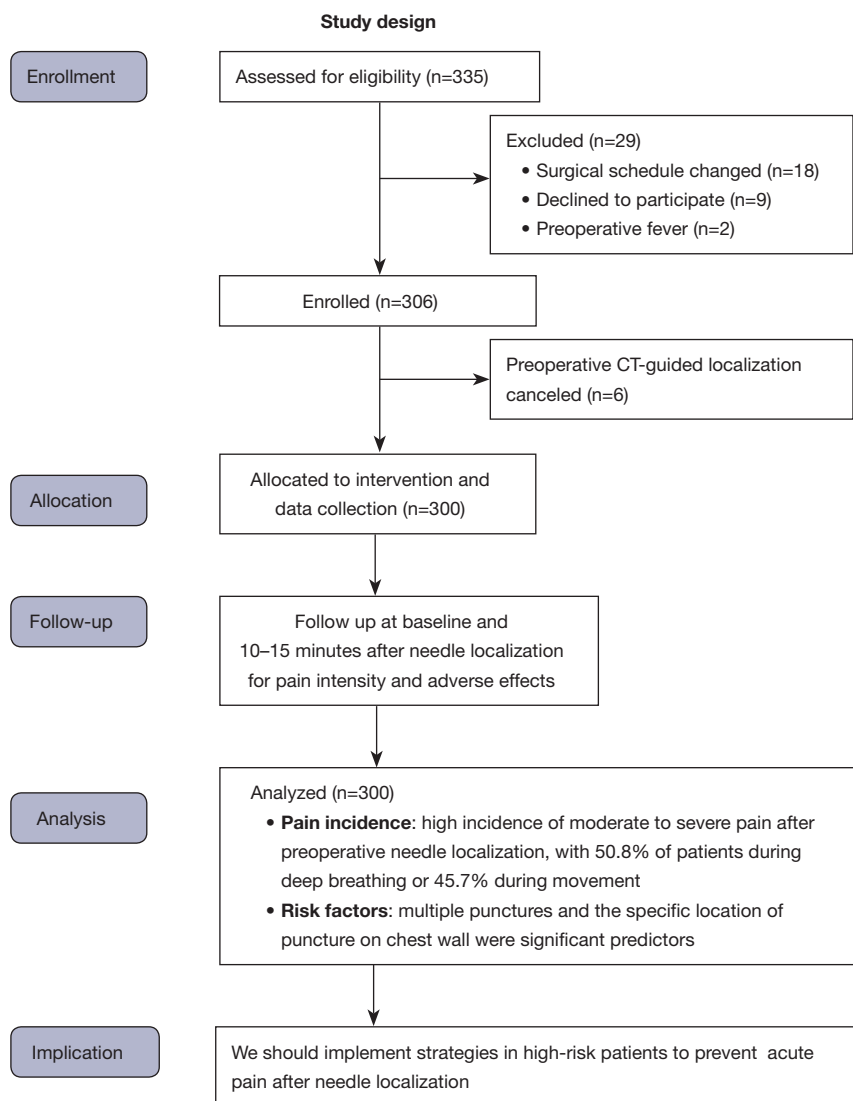 Study design
Enrollment
Assessed for eligibility (n=335)
Excluded (n=29)
• Surgical schedule changed (n=18)
• Declined to participate (n=9)
• Preoperative fever (n=2)
Enrolled (n=306)
Preoperative CT-guided localization
canceled (n=6)
Allocation
Allocated to intervention and
data collection (n=300)
Follow-up
Follow up at baseline and
10–15 minutes after needle localization
for pain intensity and adverse effects
Analysis
Analyzed (n=300)
• Pain incidence: high incidence of moderate to severe pain after
preoperative needle localization, with 50.8% of patients during
deep breathing or 45.7% during movement
• Risk factors: multiple punctures and the specific location of
puncture on chest wall were significant predictors
Implication
We should implement strategies in high-risk patients to prevent acute
pain after needle localization